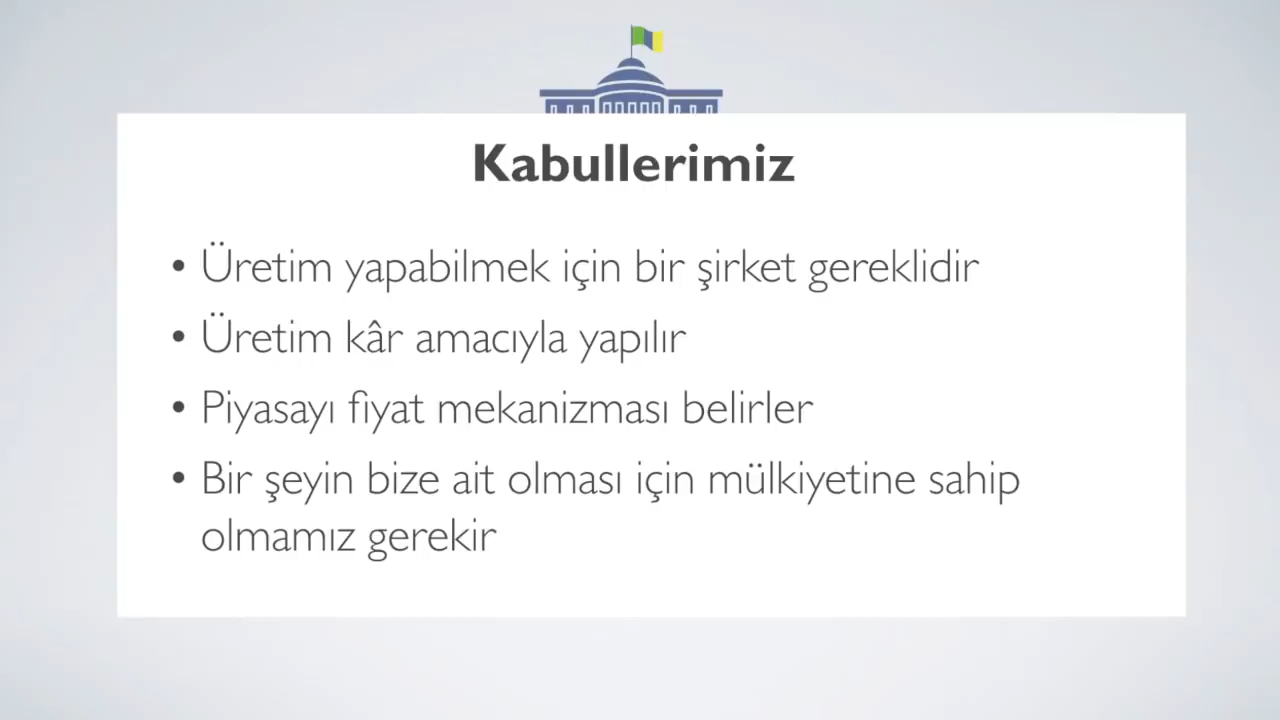 Kabullerimiz
• Üretim yapabilmek için bir şirket gereklidir
• Üretim kâr amacıyla yapılır
• Piyasayı fiyat mekanizması belirler
• Bir şeyin bize ait olması için mülkiyetine sahip
olmamız gerekir